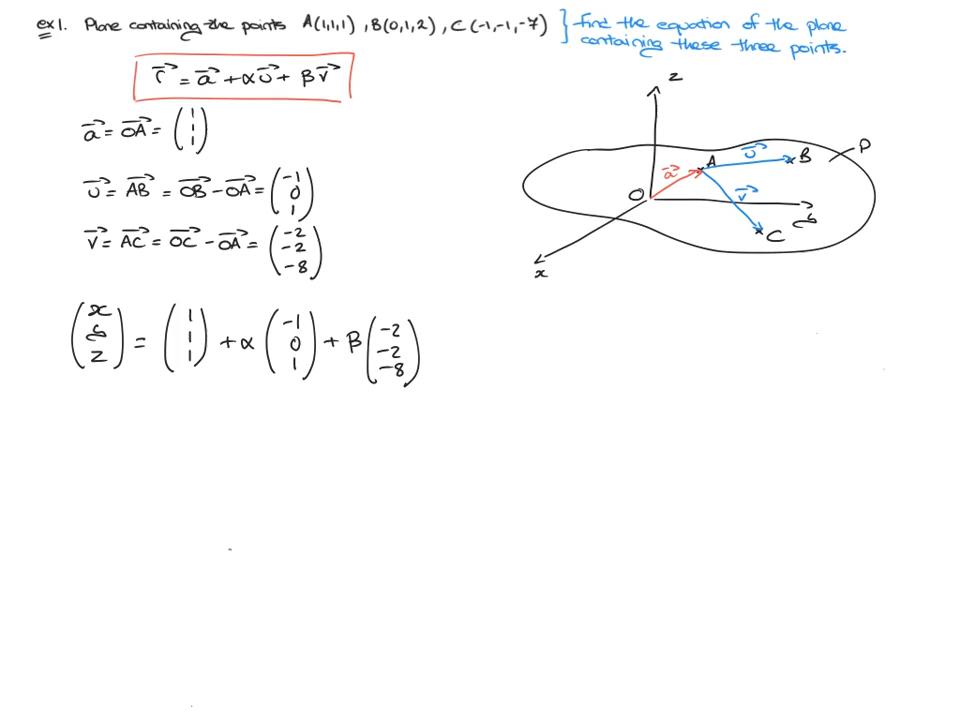 ex1. Plane containing the points A(1,1,1), B(0,1,2), C(-1,-1,-7) } Find the equation of the plane
containing these three points.
r⃗ = a⃗ + αu⃗ + βv⃗
a⃗ = OA⃗ = (1 1 1)
u⃗ = AB⃗ = OB⃗ - OA⃗ = (-1 0 1)
v⃗ = AC⃗ = OC⃗ - OA⃗ = (-2 -2 -8)
(x y z) = (1 1 1) + α(-1 0 1) + β(-2 -2 -8)
z
A
u⃗
B
P
a⃗
O
v⃗
y
C
x